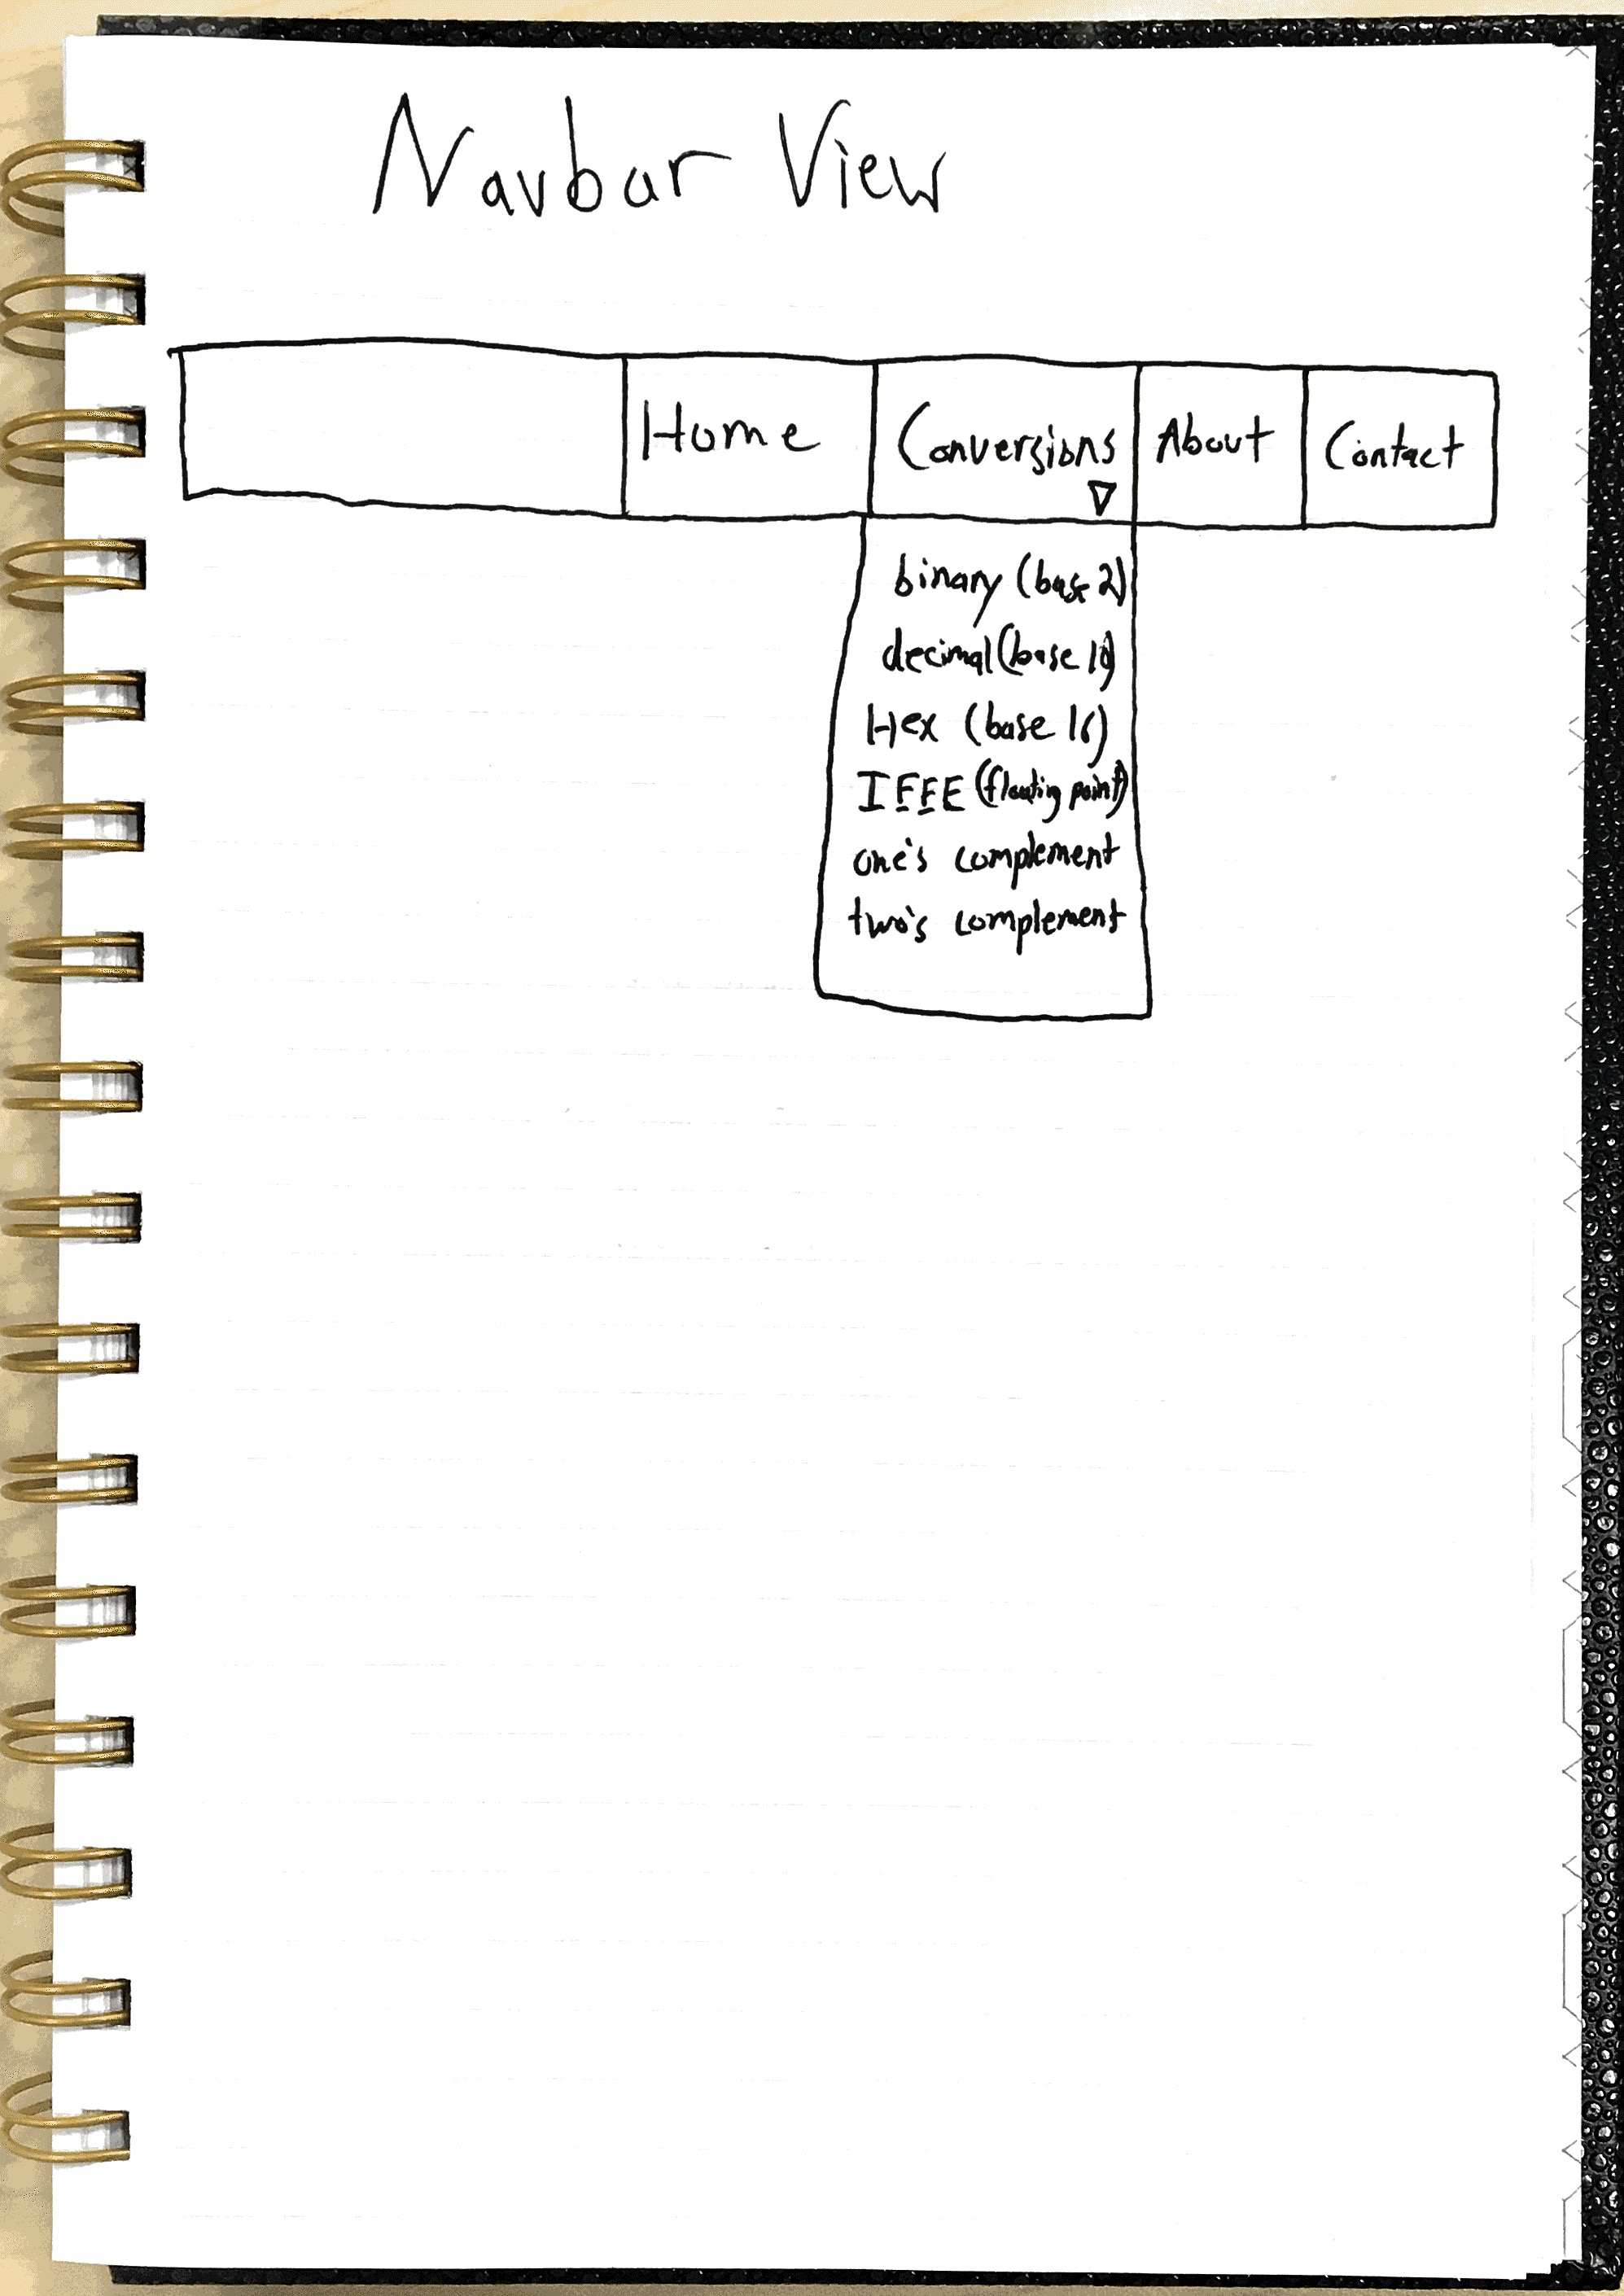 Navbar View
Home Conversions About Contact
binary (base 2)
decimal (base 10)
Hex (base 16)
IEEE (floating point)
one's complement
two's complement